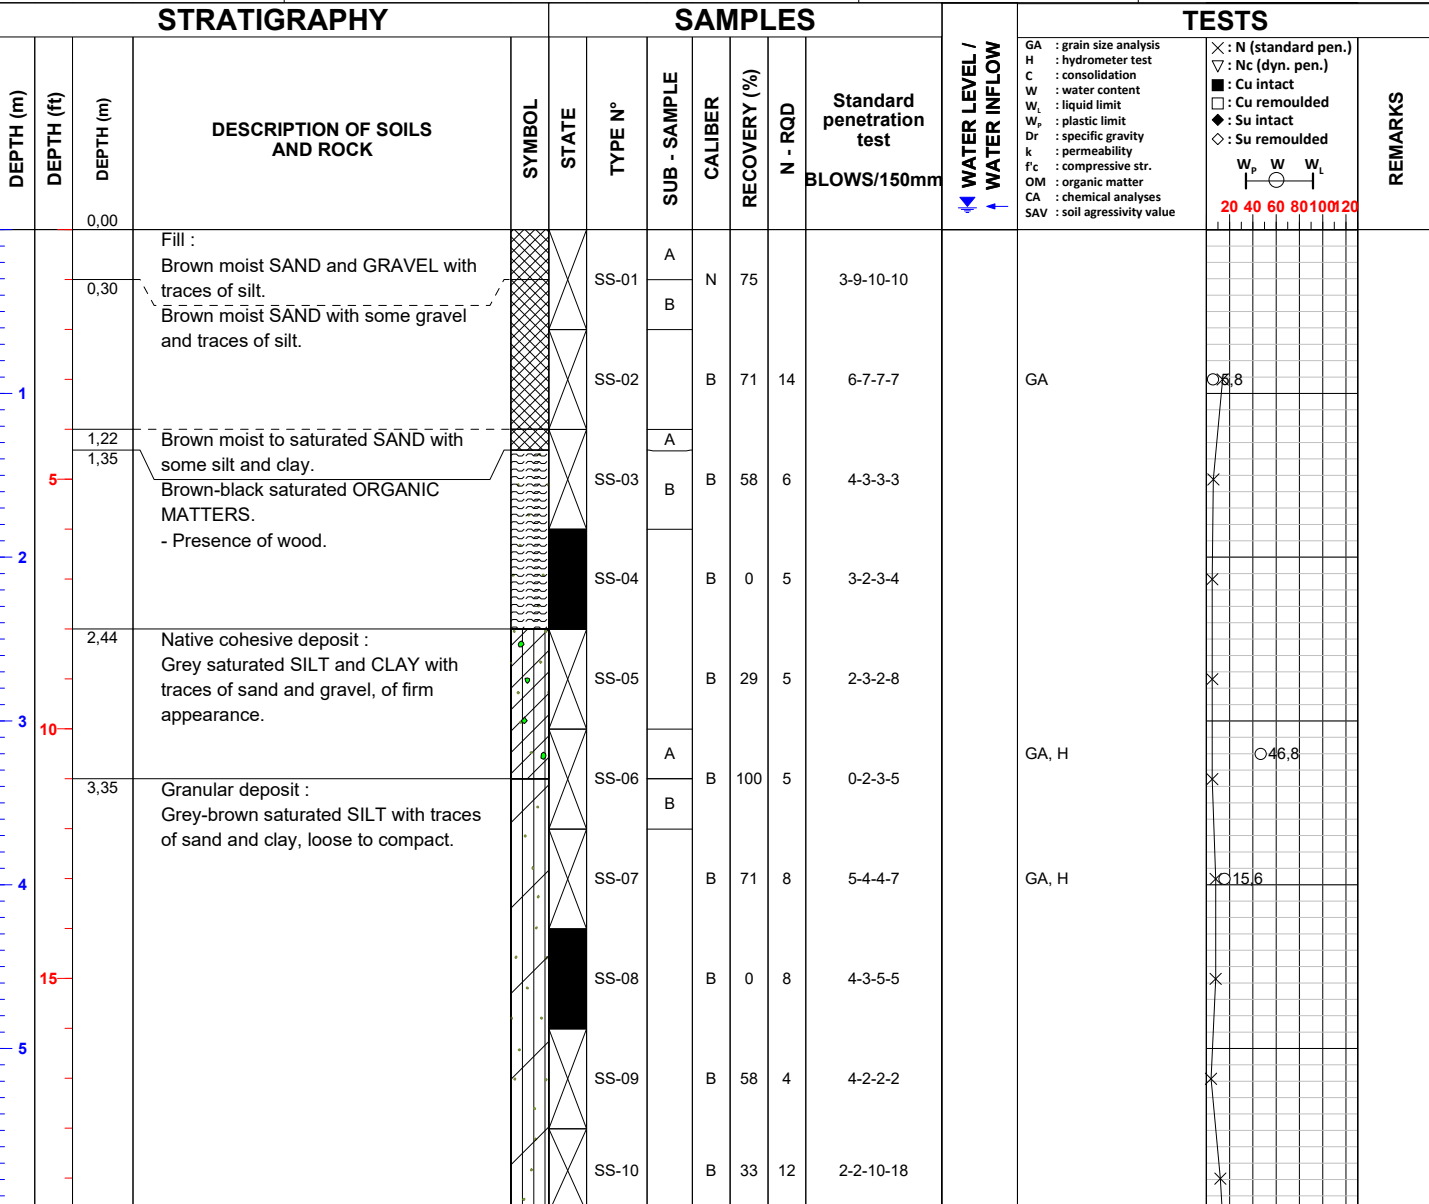 STRATIGRAPHY
SAMPLES
TESTS
DEPTH (m)
DEPTH (ft)
DEPTH (m)
DESCRIPTION OF SOILS
AND ROCK
SYMBOL
STATE
TYPE N°
SUB - SAMPLE
CALIBER
RECOVERY (%)
N - RQD
Standard
penetration
test
BLOWS/150mm
WATER LEVEL /
WATER INFLOW
GA : grain size analysis
H : hydrometer test
C : consolidation
W : water content
WL : liquid limit
WP : plastic limit
Dr : specific gravity
k : permeability
f'c : compressive str.
OM : organic matter
CA : chemical analyses
SAV : soil agressivity value
: N (standard pen.)
: Nc (dyn. pen.)
: Cu intact
: Cu remoulded
: Su intact
: Su remoulded
WP W WL
20 40 60 80 100 120
REMARKS
0,00
Fill :
Brown moist SAND and GRAVEL with
traces of silt.
0,30
Brown moist SAND with some gravel
and traces of silt.
A
B
SS-01 N 75 3-9-10-10
1
SS-02 B 71 14 6-7-7-7 GA 5,8
1,22
Brown moist to saturated SAND with
some silt and clay.
1,35
Brown-black saturated ORGANIC
MATTERS.
- Presence of wood.
A
B
5
SS-03 B 58 6 4-3-3-3
2
SS-04 B 0 5 3-2-3-4
2,44
Native cohesive deposit :
Grey saturated SILT and CLAY with
traces of sand and gravel, of firm
appearance.
SS-05 B 29 5 2-3-2-8
3
10
A
B
GA, H 46,8
SS-06 B 100 5 0-2-3-5
3,35
Granular deposit :
Grey-brown saturated SILT with traces
of sand and clay, loose to compact.
4
SS-07 B 71 8 5-4-4-7 GA, H 15,6
15
SS-08 B 0 8 4-3-5-5
5
SS-09 B 58 4 4-2-2-2
SS-10 B 33 12 2-2-10-18